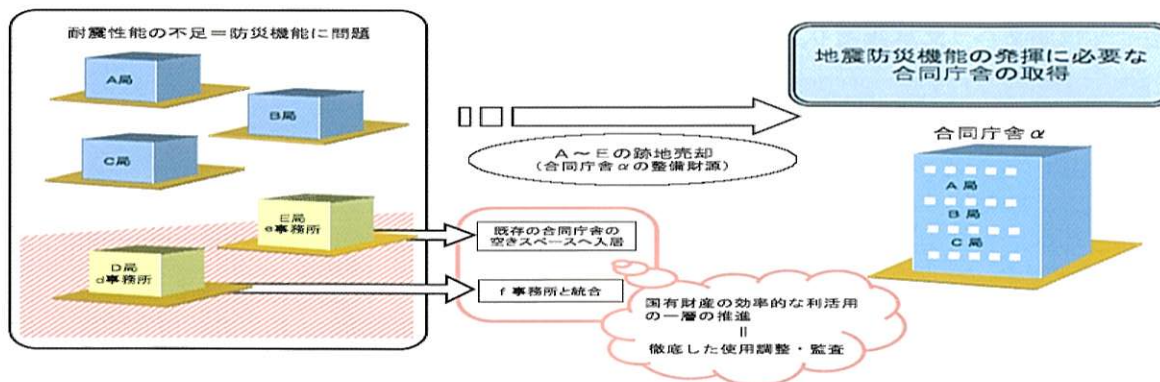 耐震性能の不足＝防災機能に問題
A局
B局
C局
E局
e事務所
D局
d事務所
A～Eの跡地売却
(合同庁舎αの整備財源)
既存の合同庁舎の
空きスペースへ入居
f 事務所と統合
国有財産の効率的な利活用
の一層の推進
＝
徹底した使用調整・監査
地震防災機能の発揮に必要な
合同庁舎の取得
合同庁舎α
A局
B局
C局